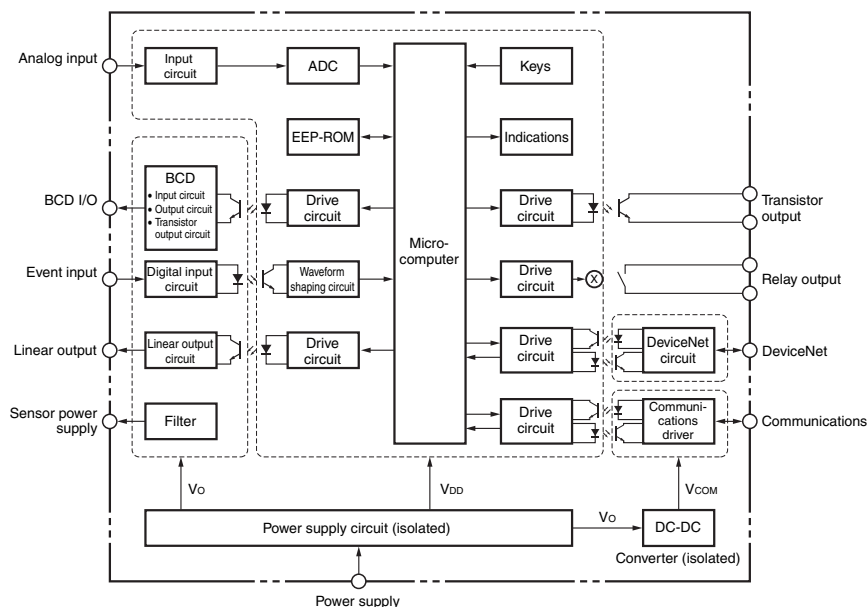 Analog input
Input
circuit
ADC
Keys
EEP-ROM
Indications
BCD I/O
BCD
• Input circuit
• Output circuit
• Transistor
output circuit
Drive
circuit
Drive
circuit
Transistor
output
Micro-
computer
Event input
Digital input
circuit
Waveform
shaping circuit
Drive
circuit
X
Relay output
Linear output
Linear output
circuit
Drive
circuit
Drive
circuit
DeviceNet
circuit
DeviceNet
Sensor power
supply
Filter
Drive
circuit
Communi-
cations
driver
Communications
VO
VDD
VCOM
Power supply circuit (isolated)
VO
DC-DC
Converter (isolated)
Power supply